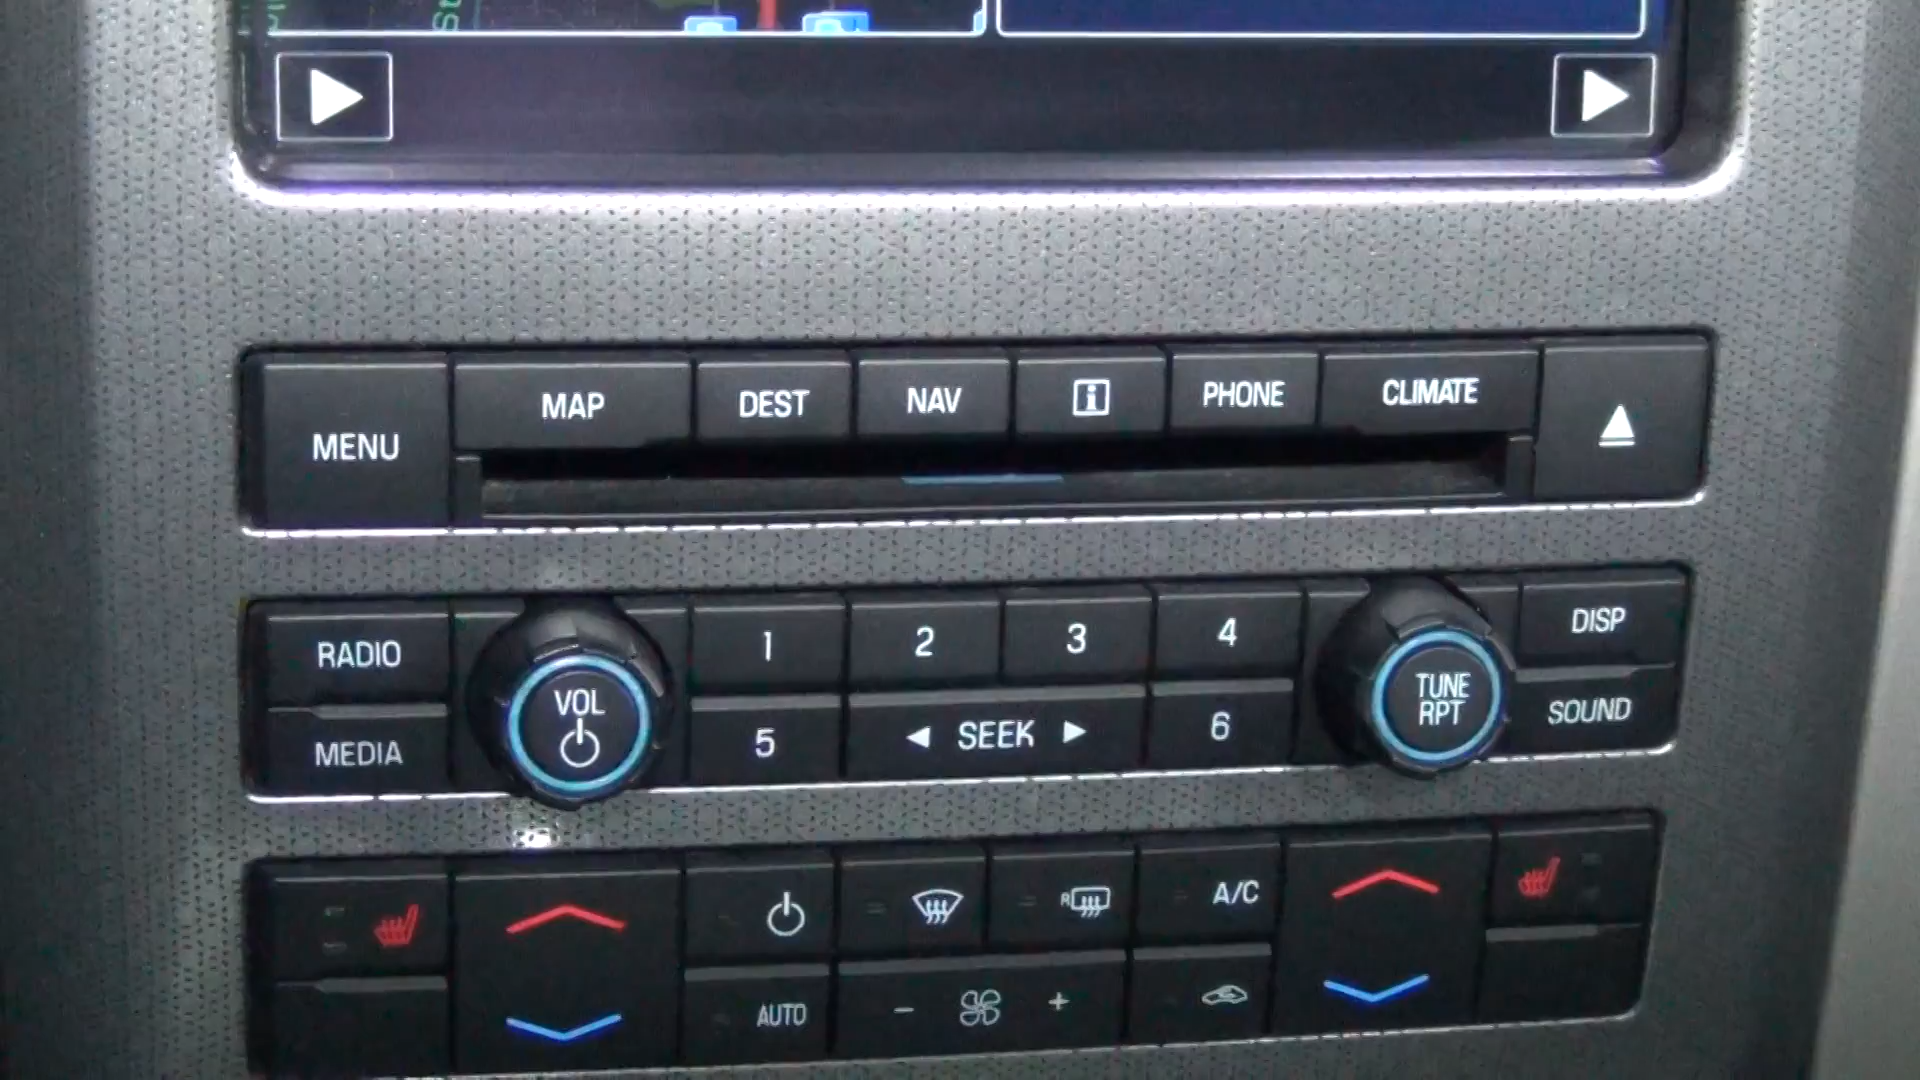 St
MENU
MAP
DEST
NAV
i
PHONE
CLIMATE
RADIO
VOL
1
2
3
4
TUNE
RPT
DISP
MEDIA
5
SEEK
6
SOUND
R
A/C
AUTO
- +